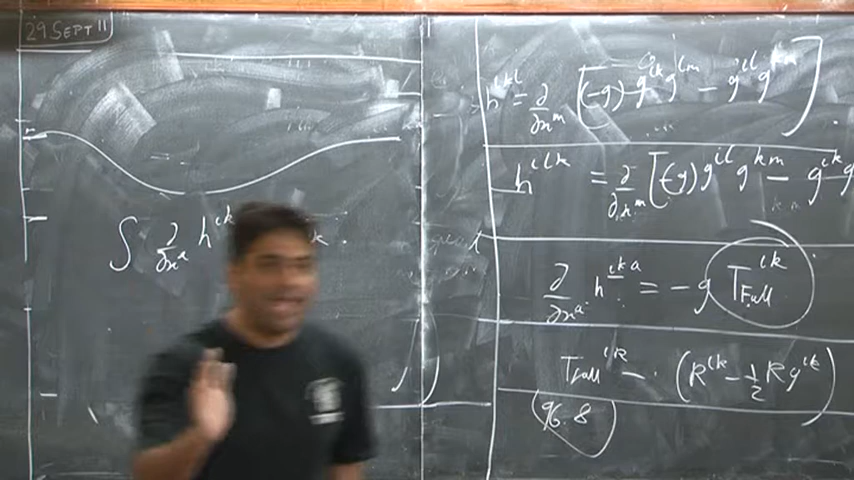 29 SEPT 11
h^{ikl} = ∂/∂x^m [(-g) g^{ik} g^{lm} - g^{il} g^{km}].
h^{ilk} = ∂/∂x^m [(-g) g^{il} g^{km} - g^{ik} g
∫ ∂/∂x^a h^{ik
∂/∂x^a h^{ika} = -g T_{Full}^{ik}
T_{Full}^{ik} - (R^{ik} - 1/2 R g^{ik})
96.8